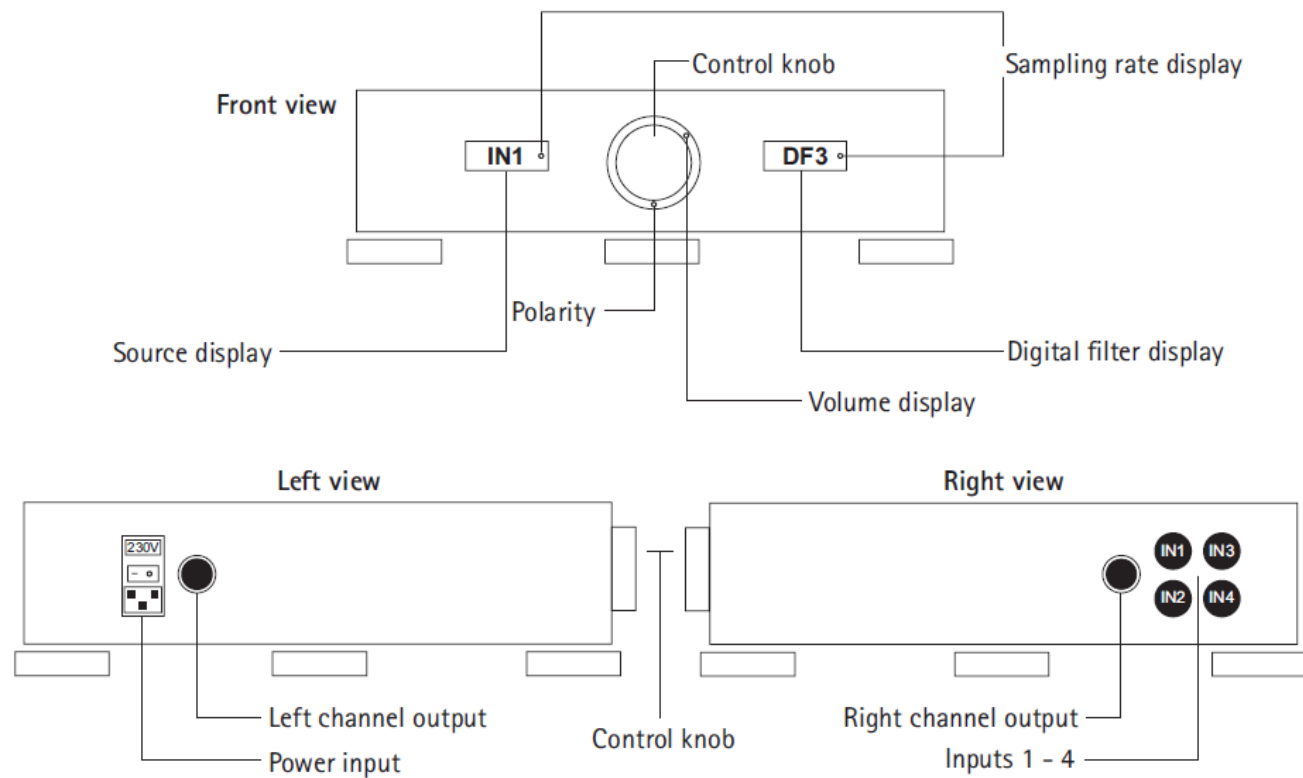 Control knob
Sampling rate display
Front view
IN1
DF3
Polarity
Source display
Digital filter display
Volume display
Left view
Right view
230V
IN1 IN3
IN2 IN4
Left channel output
Right channel output
Control knob
Power input
Inputs 1 - 4